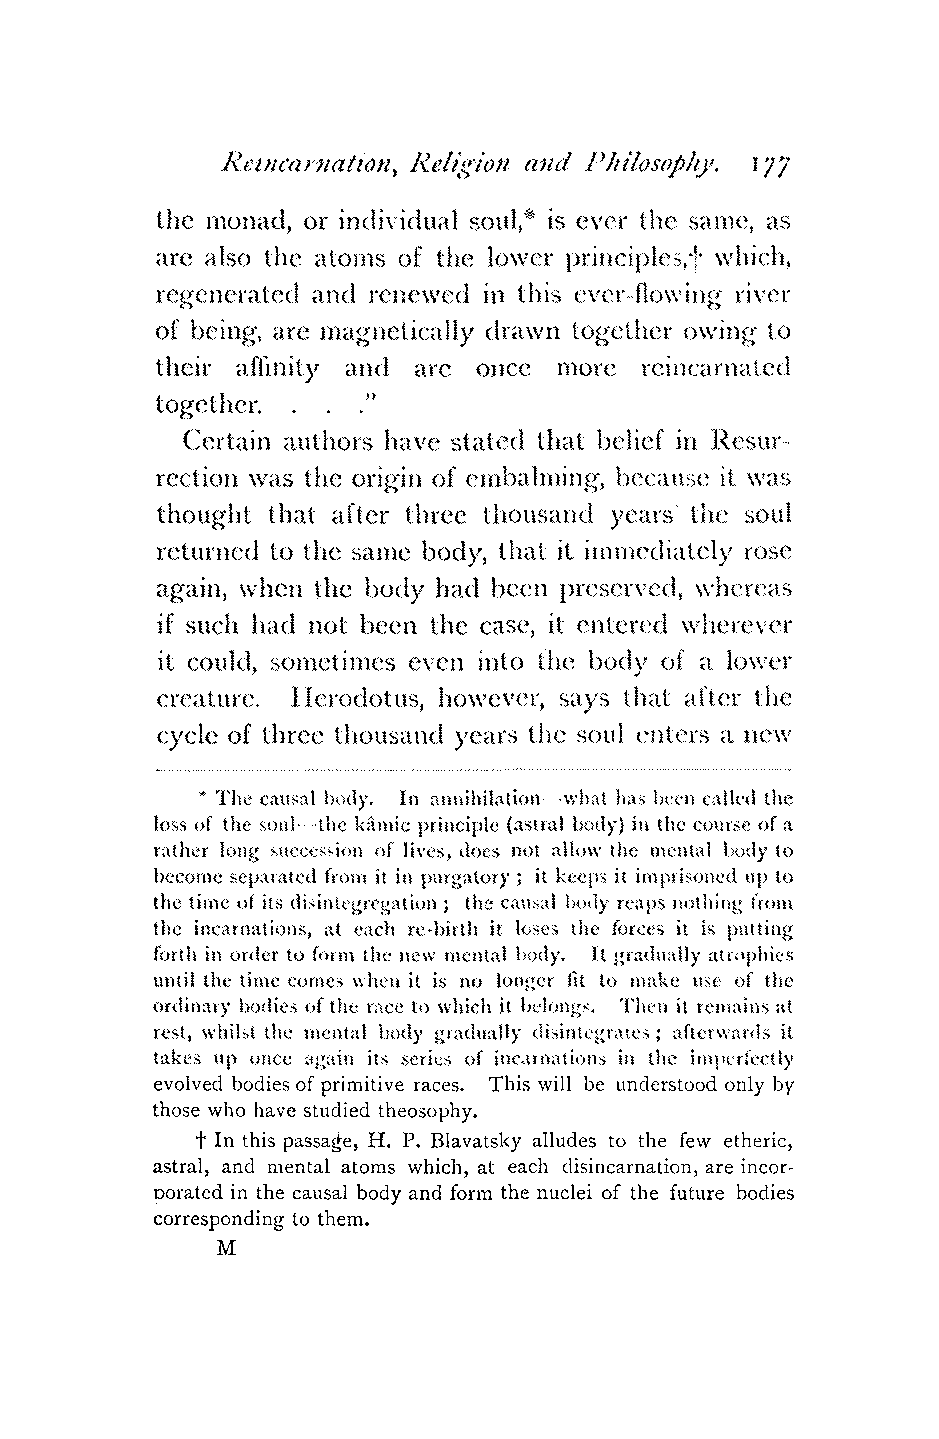 Reincarnation, Religion and Philosophy. 177
the monad, or individual soul,* is ever the same, as
are also the atoms of the lower principles,† which,
regenerated and renewed in this ever-flowing river
of being, are magnetically drawn together owing to
their affinity and are once more reincarnated
together. . . ."
Certain authors have stated that belief in Resur-
rection was the origin of embalming, because it was
thought that after three thousand years the soul
returned to the same body, that it immediately rose
again, when the body had been preserved, whereas
if such had not been the case, it entered wherever
it could, sometimes even into the body of a lower
creature. Herodotus, however, says that after the
cycle of three thousand years the soul enters a new
* The causal body. In annihilation—what has been called the
loss of the soul—the kâmic principle (astral body) in the course of a
rather long succession of lives, does not allow the mental body to
become separated from it in purgatory ; it keeps it imprisoned up to
the time of its disintegregation ; the causal body reaps nothing from
the incarnations, at each re-birth it loses the forces it is putting
forth in order to form the new mental body. It gradually atrophies
until the time comes when it is no longer fit to make use of the
ordinary bodies of the race to which it belongs. Then it remains at
rest, whilst the mental body gradually disintegrates ; afterwards it
takes up once again its series of incarnations in the imperfectly
evolved bodies of primitive races. This will be understood only by
those who have studied theosophy.
† In this passage, H. P. Blavatsky alludes to the few etheric,
astral, and mental atoms which, at each disincarnation, are incor-
porated in the causal body and form the nuclei of the future bodies
corresponding to them.
M